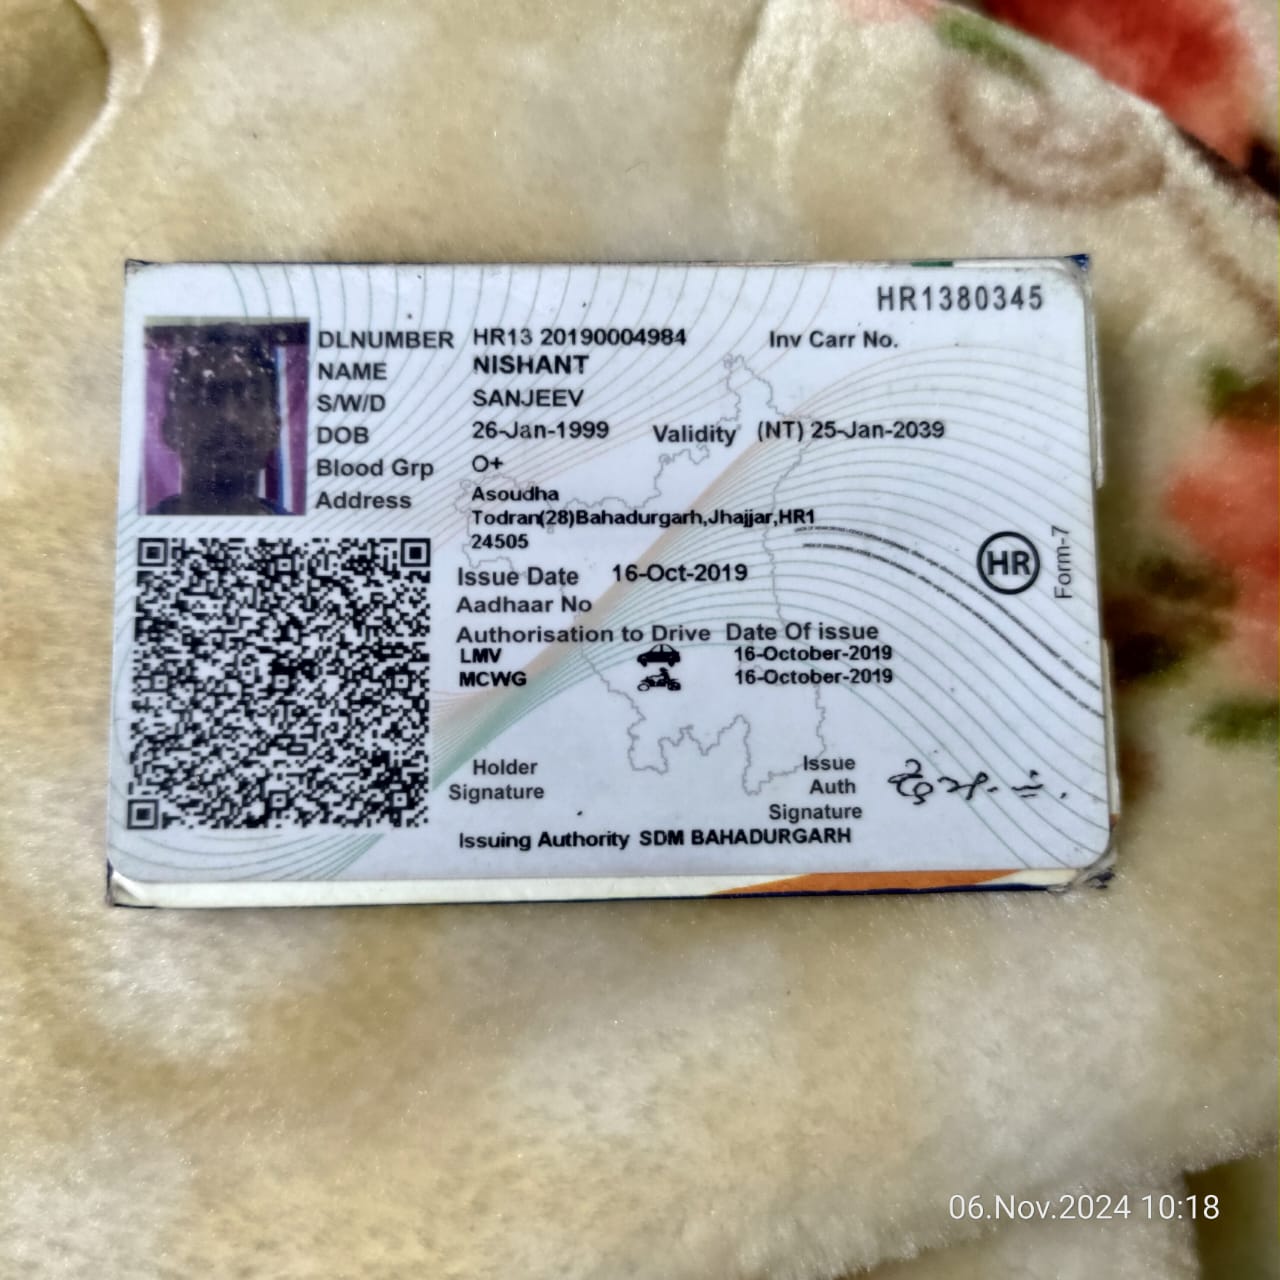 HR1380345
DLNUMBER HR13 20190004984 Inv Carr No.
NAME NISHANT
S/W/D SANJEEV
DOB 26-Jan-1999 Validity (NT) 25-Jan-2039
Blood Grp O+
Address Asoudha
Todran(28)Bahadurgarh,Jhajjar,HR1
24505
HR
Form-7
Issue Date 16-Oct-2019
Aadhaar No
Authorisation to Drive Date Of issue
LMV 16-October-2019
MCWG 16-October-2019
Holder
Signature
Issue
Auth
Signature
Issuing Authority SDM BAHADURGARH
06.Nov.2024 10:18